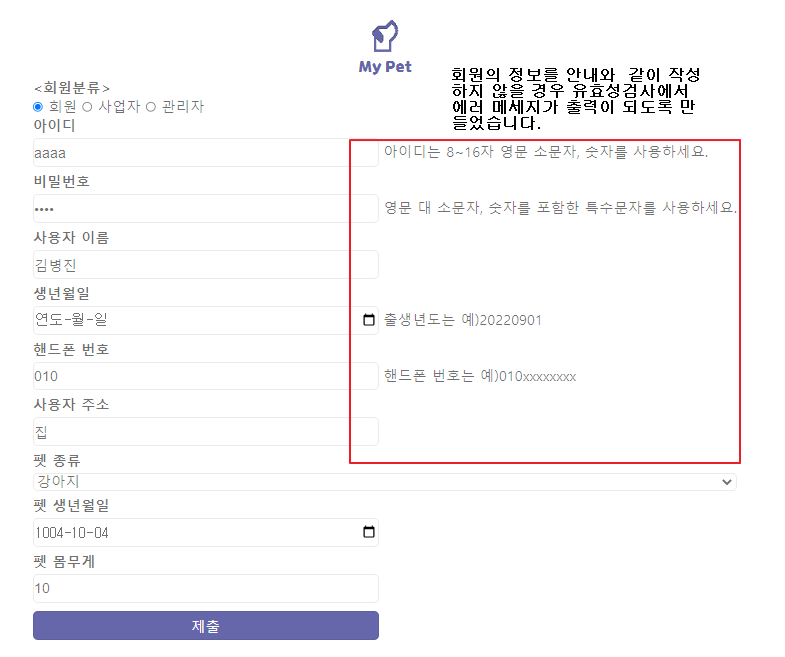 My Pet
회원의 정보를 안내와 같이 작성
하지 않을 경우 유효성검사에서
에러 메세지가 출력이 되도록 만
들었습니다.
<회원분류>
회원 사업자 관리자
아이디
aaaa 아이디는 8~16자 영문 소문자, 숫자를 사용하세요.
비밀번호
•••• 영문 대 소문자, 숫자를 포함한 특수문자를 사용하세요.
사용자 이름
김병진
생년월일
연도-월-일 출생년도는 예)20220901
핸드폰 번호
010 핸드폰 번호는 예)010xxxxxxxx
사용자 주소
집
펫 종류
강아지
펫 생년월일
1004-10-04
펫 몸무게
10
제출